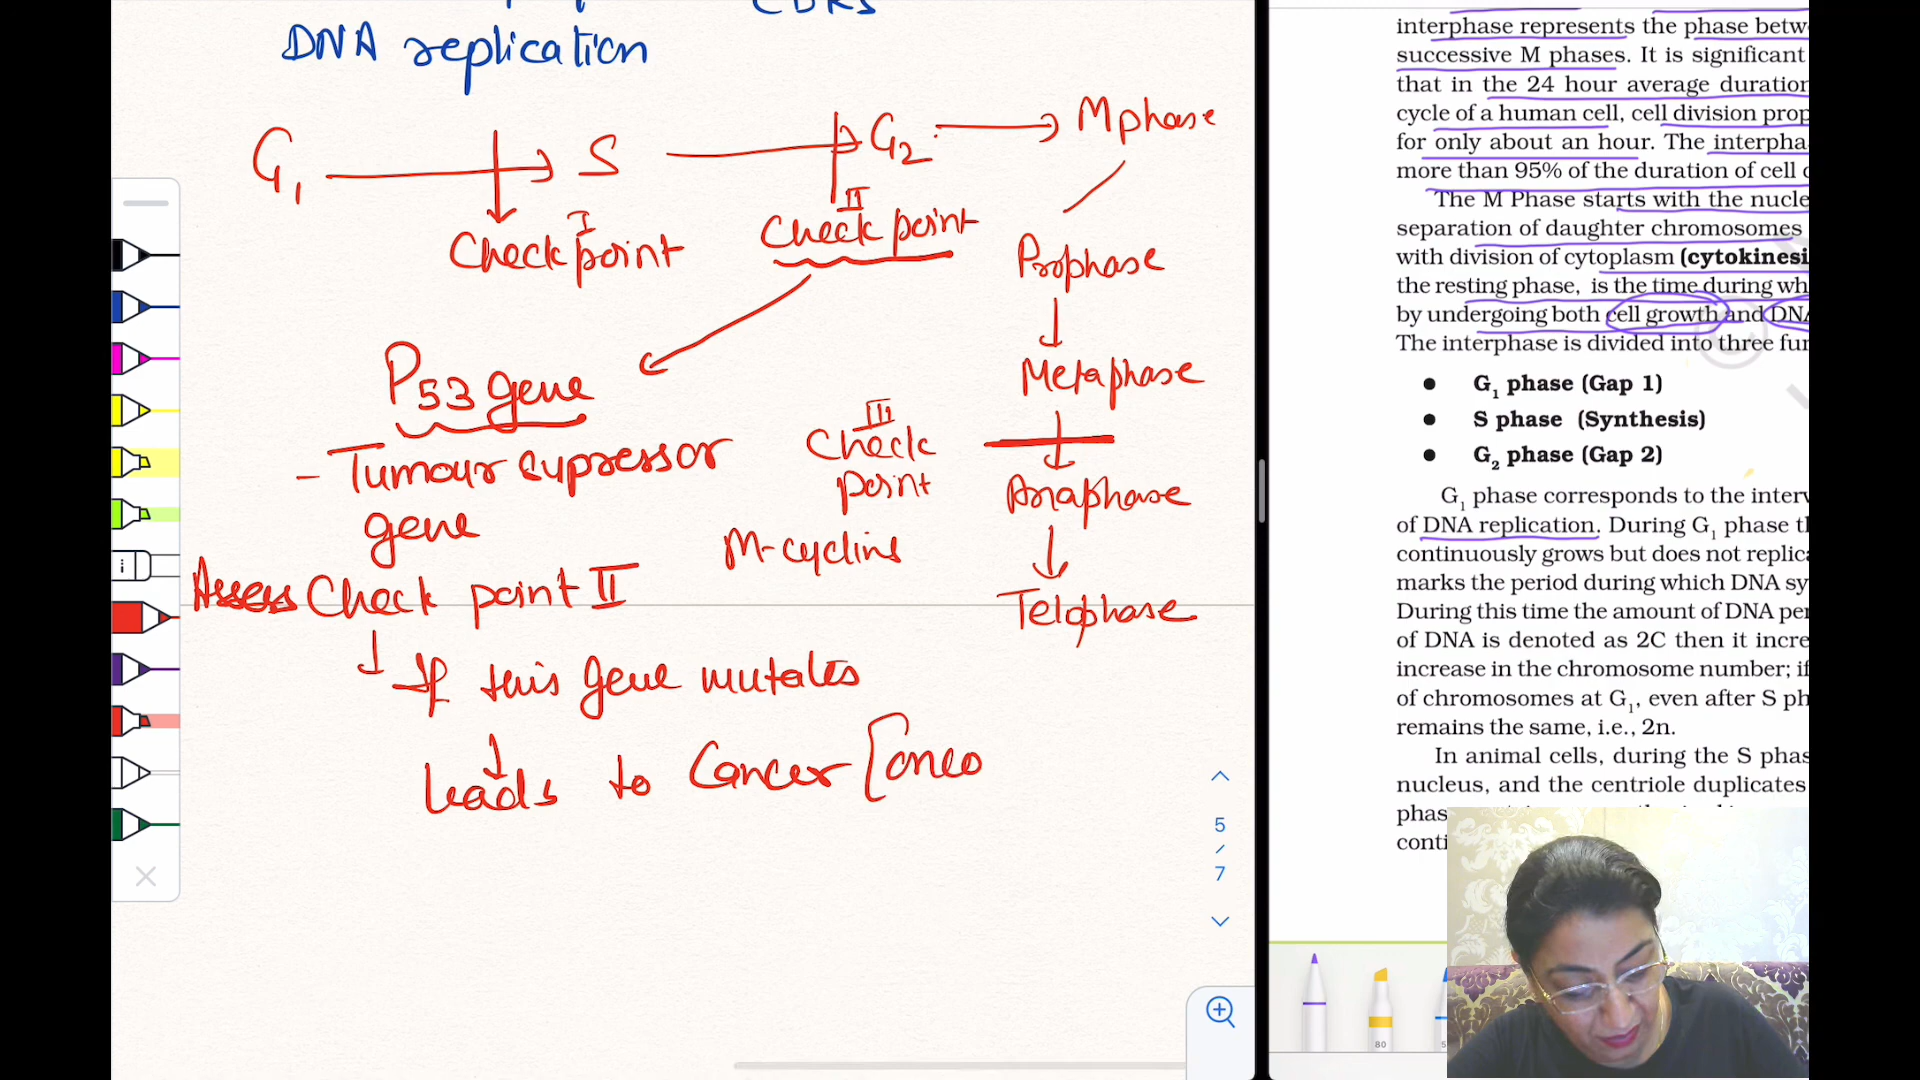 CDKs
DNA replication
G1 → S → G2 → M phase
I
Check point
II
Check point
Prophase
P53 gene
Metaphase
- Tumour supressor
gene
III
Check
point
Anaphase
M-cyclins
Assess Check point II
Telophase
If this gene mutates
leads to Cancer [onco
5
/
7
interphase represents the phase betw
successive M phases. It is significant
that in the 24 hour average duration
cycle of a human cell, cell division prop
for only about an hour. The interpha
more than 95% of the duration of cell
The M Phase starts with the nucle
separation of daughter chromosomes
with division of cytoplasm (cytokinesi
the resting phase, is the time during wh
by undergoing both cell growth and DNA
The interphase is divided into three fu
● G1 phase (Gap 1)
● S phase (Synthesis)
● G2 phase (Gap 2)
G1 phase corresponds to the interv
of DNA replication. During G1 phase t
continuously grows but does not replica
marks the period during which DNA sy
During this time the amount of DNA per
of DNA is denoted as 2C then it incre
increase in the chromosome number; if
of chromosomes at G1, even after S ph
remains the same, i.e., 2n.
In animal cells, during the S phas
nucleus, and the centriole duplicates
phas
conti
80
5